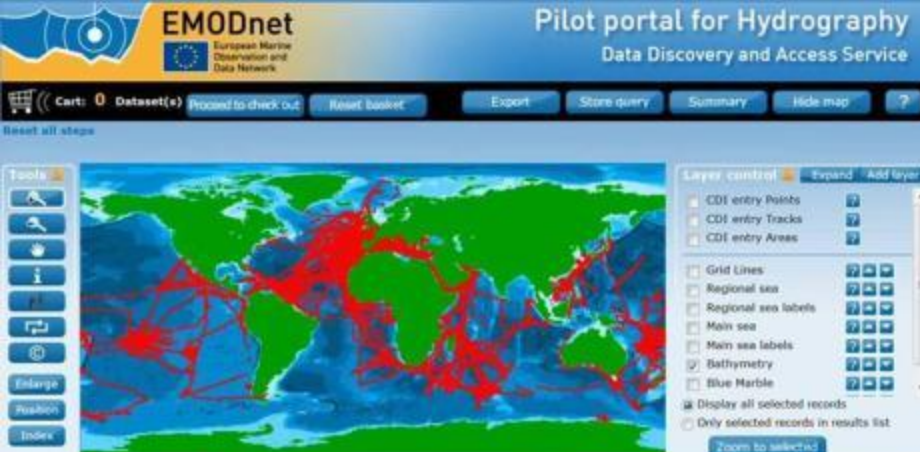 EMODnet
European Marine
Observation and
Data Network
Pilot portal for Hydrography
Data Discovery and Access Service
Cart: 0 Dataset(s) Proceed to check out Reset basket Export Store query Summary Hide map ?
Reset all steps
Tools
i
©
Enlarge
Position
Index
Layer control Expand Add layer
CDI entry Points ?
CDI entry Tracks ?
CDI entry Areas ?
Grid Lines ?
Regional sea ?
Regional sea labels ?
Main sea ?
Main sea labels ?
Bathymetry ?
Blue Marble ?
Display all selected records
Only selected records in results list
Zoom to selected